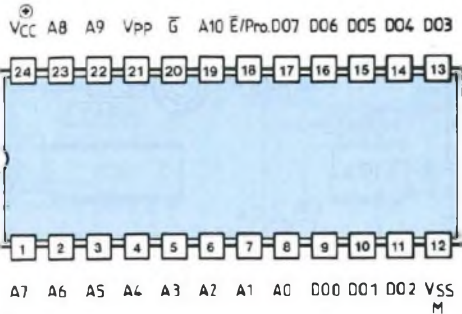 ⊕
VCC A8 A9 Vpp G̅ A10 E̅/Pro. DO7 DO6 DO5 DO4 DO3
24 23 22 21 20 19 18 17 16 15 14 13
1 2 3 4 5 6 7 8 9 10 11 12
A7 A6 A5 A4 A3 A2 A1 A0 DO0 DO1 DO2 VSS
M